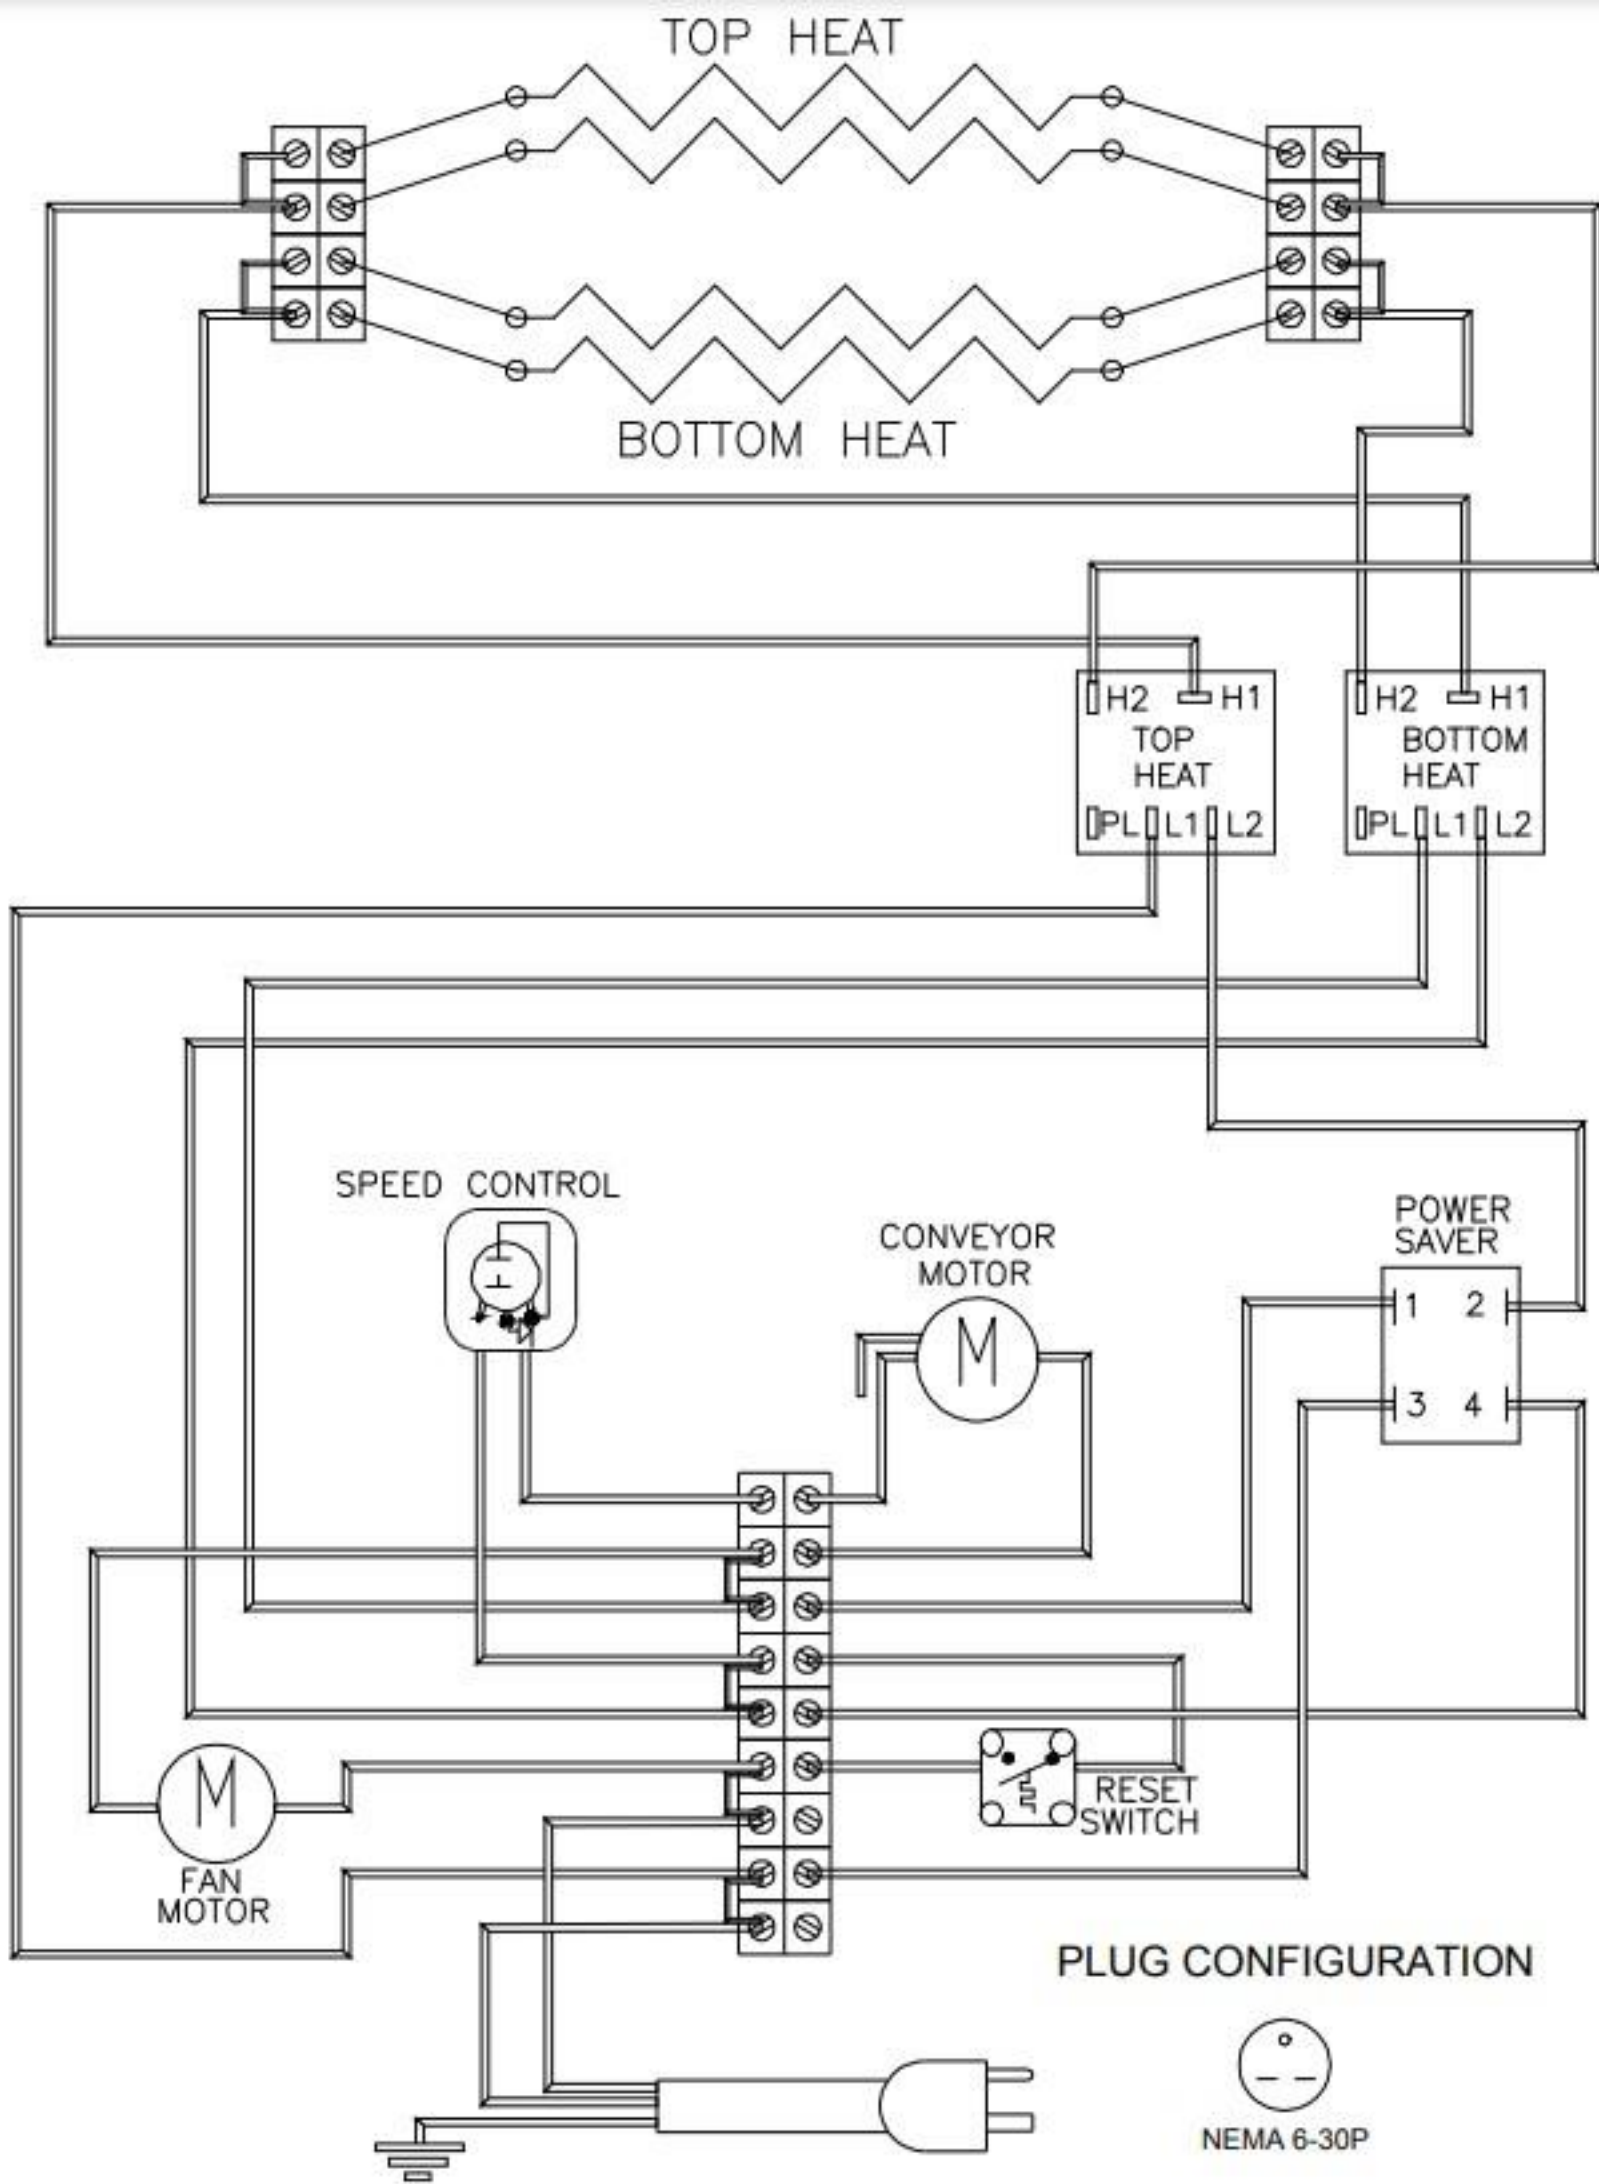 TOP HEAT
BOTTOM HEAT
H2 H1
TOP
HEAT
PL L1 L2
H2 H1
BOTTOM
HEAT
PL L1 L2
SPEED CONTROL
CONVEYOR
MOTOR
M
POWER
SAVER
1 2
3 4
M
FAN
MOTOR
RESET
SWITCH
PLUG CONFIGURATION
NEMA 6-30P